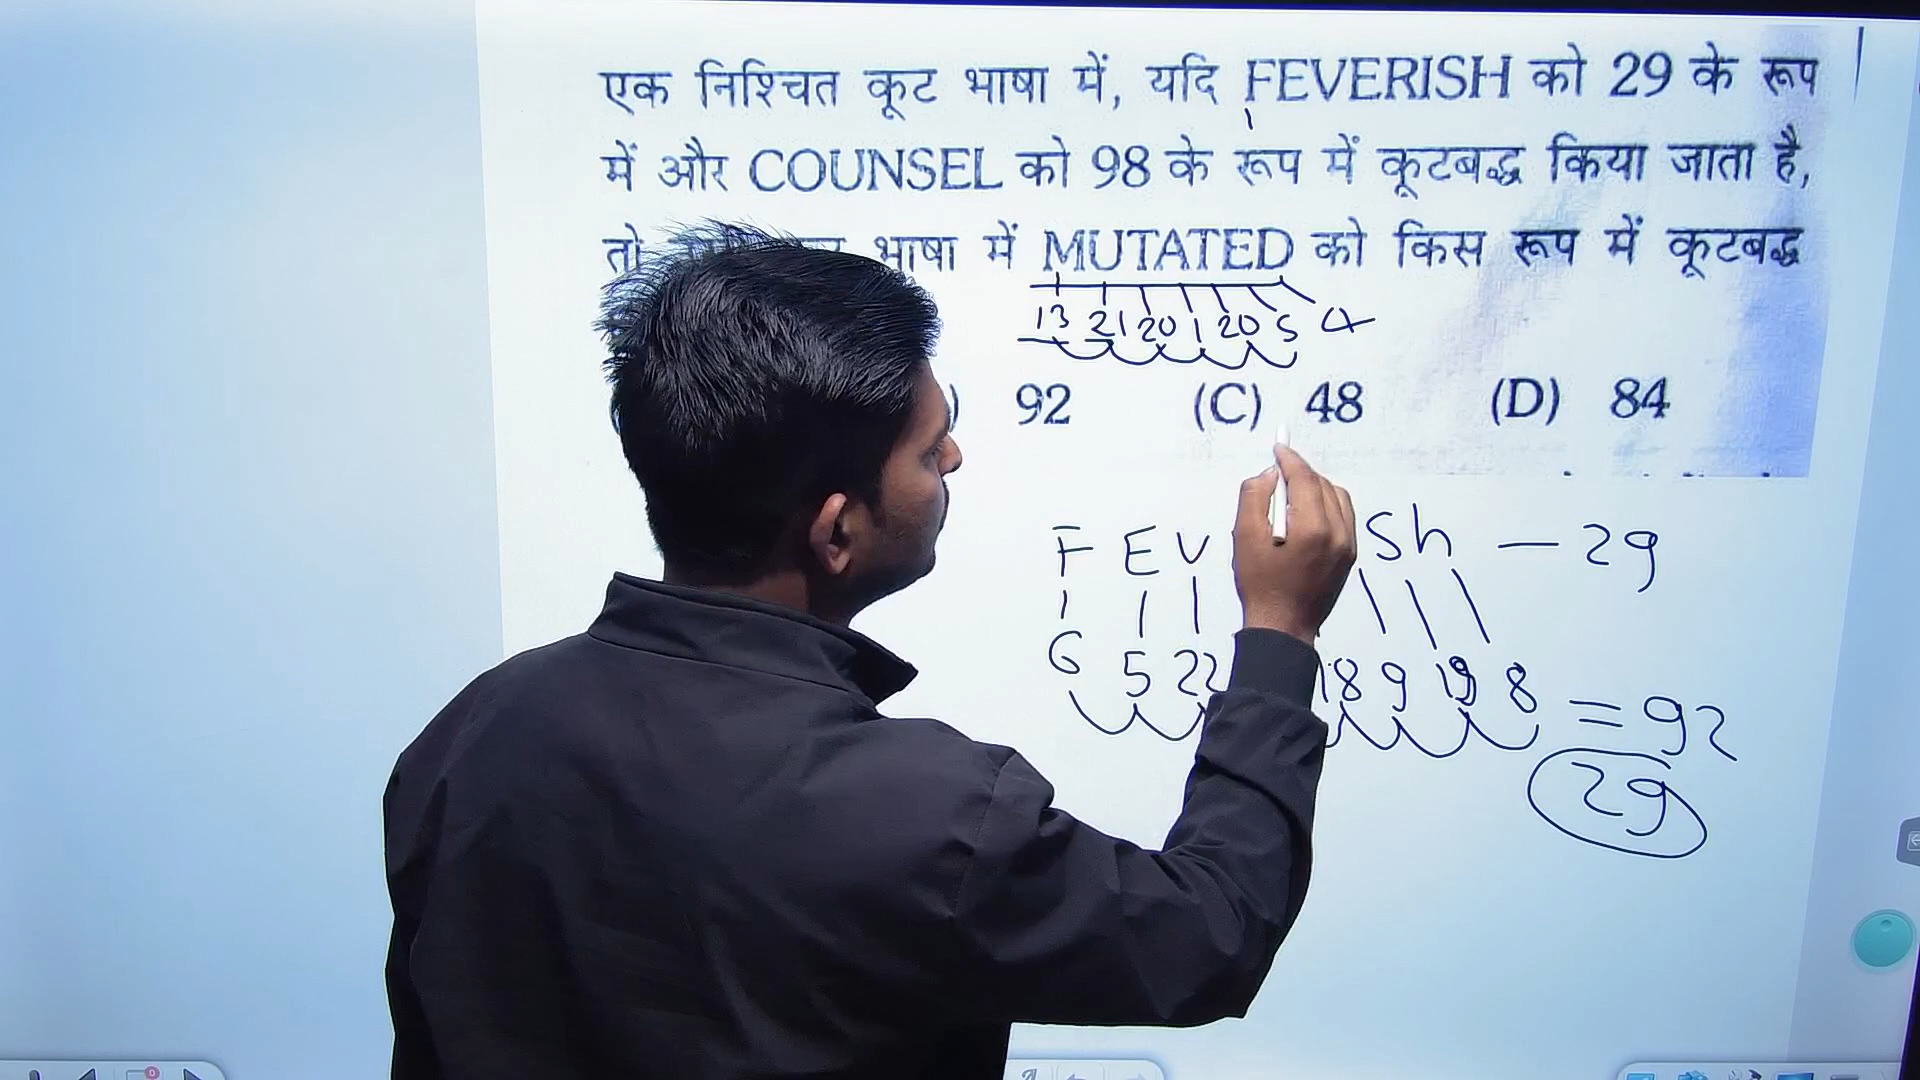 एक निश्चित कूट भाषा में, यदि FEVERISH को 29 के रूप
में और COUNSEL को 98 के रूप में कूटबद्ध किया जाता है,
तो भाषा में MUTATED को किस रूप में कूटबद्ध
13 21 20 1 20 5 4
92 (C) 48 (D) 84
F E V Sh — 29
6 5 22 18 9 19 8 = 92
29